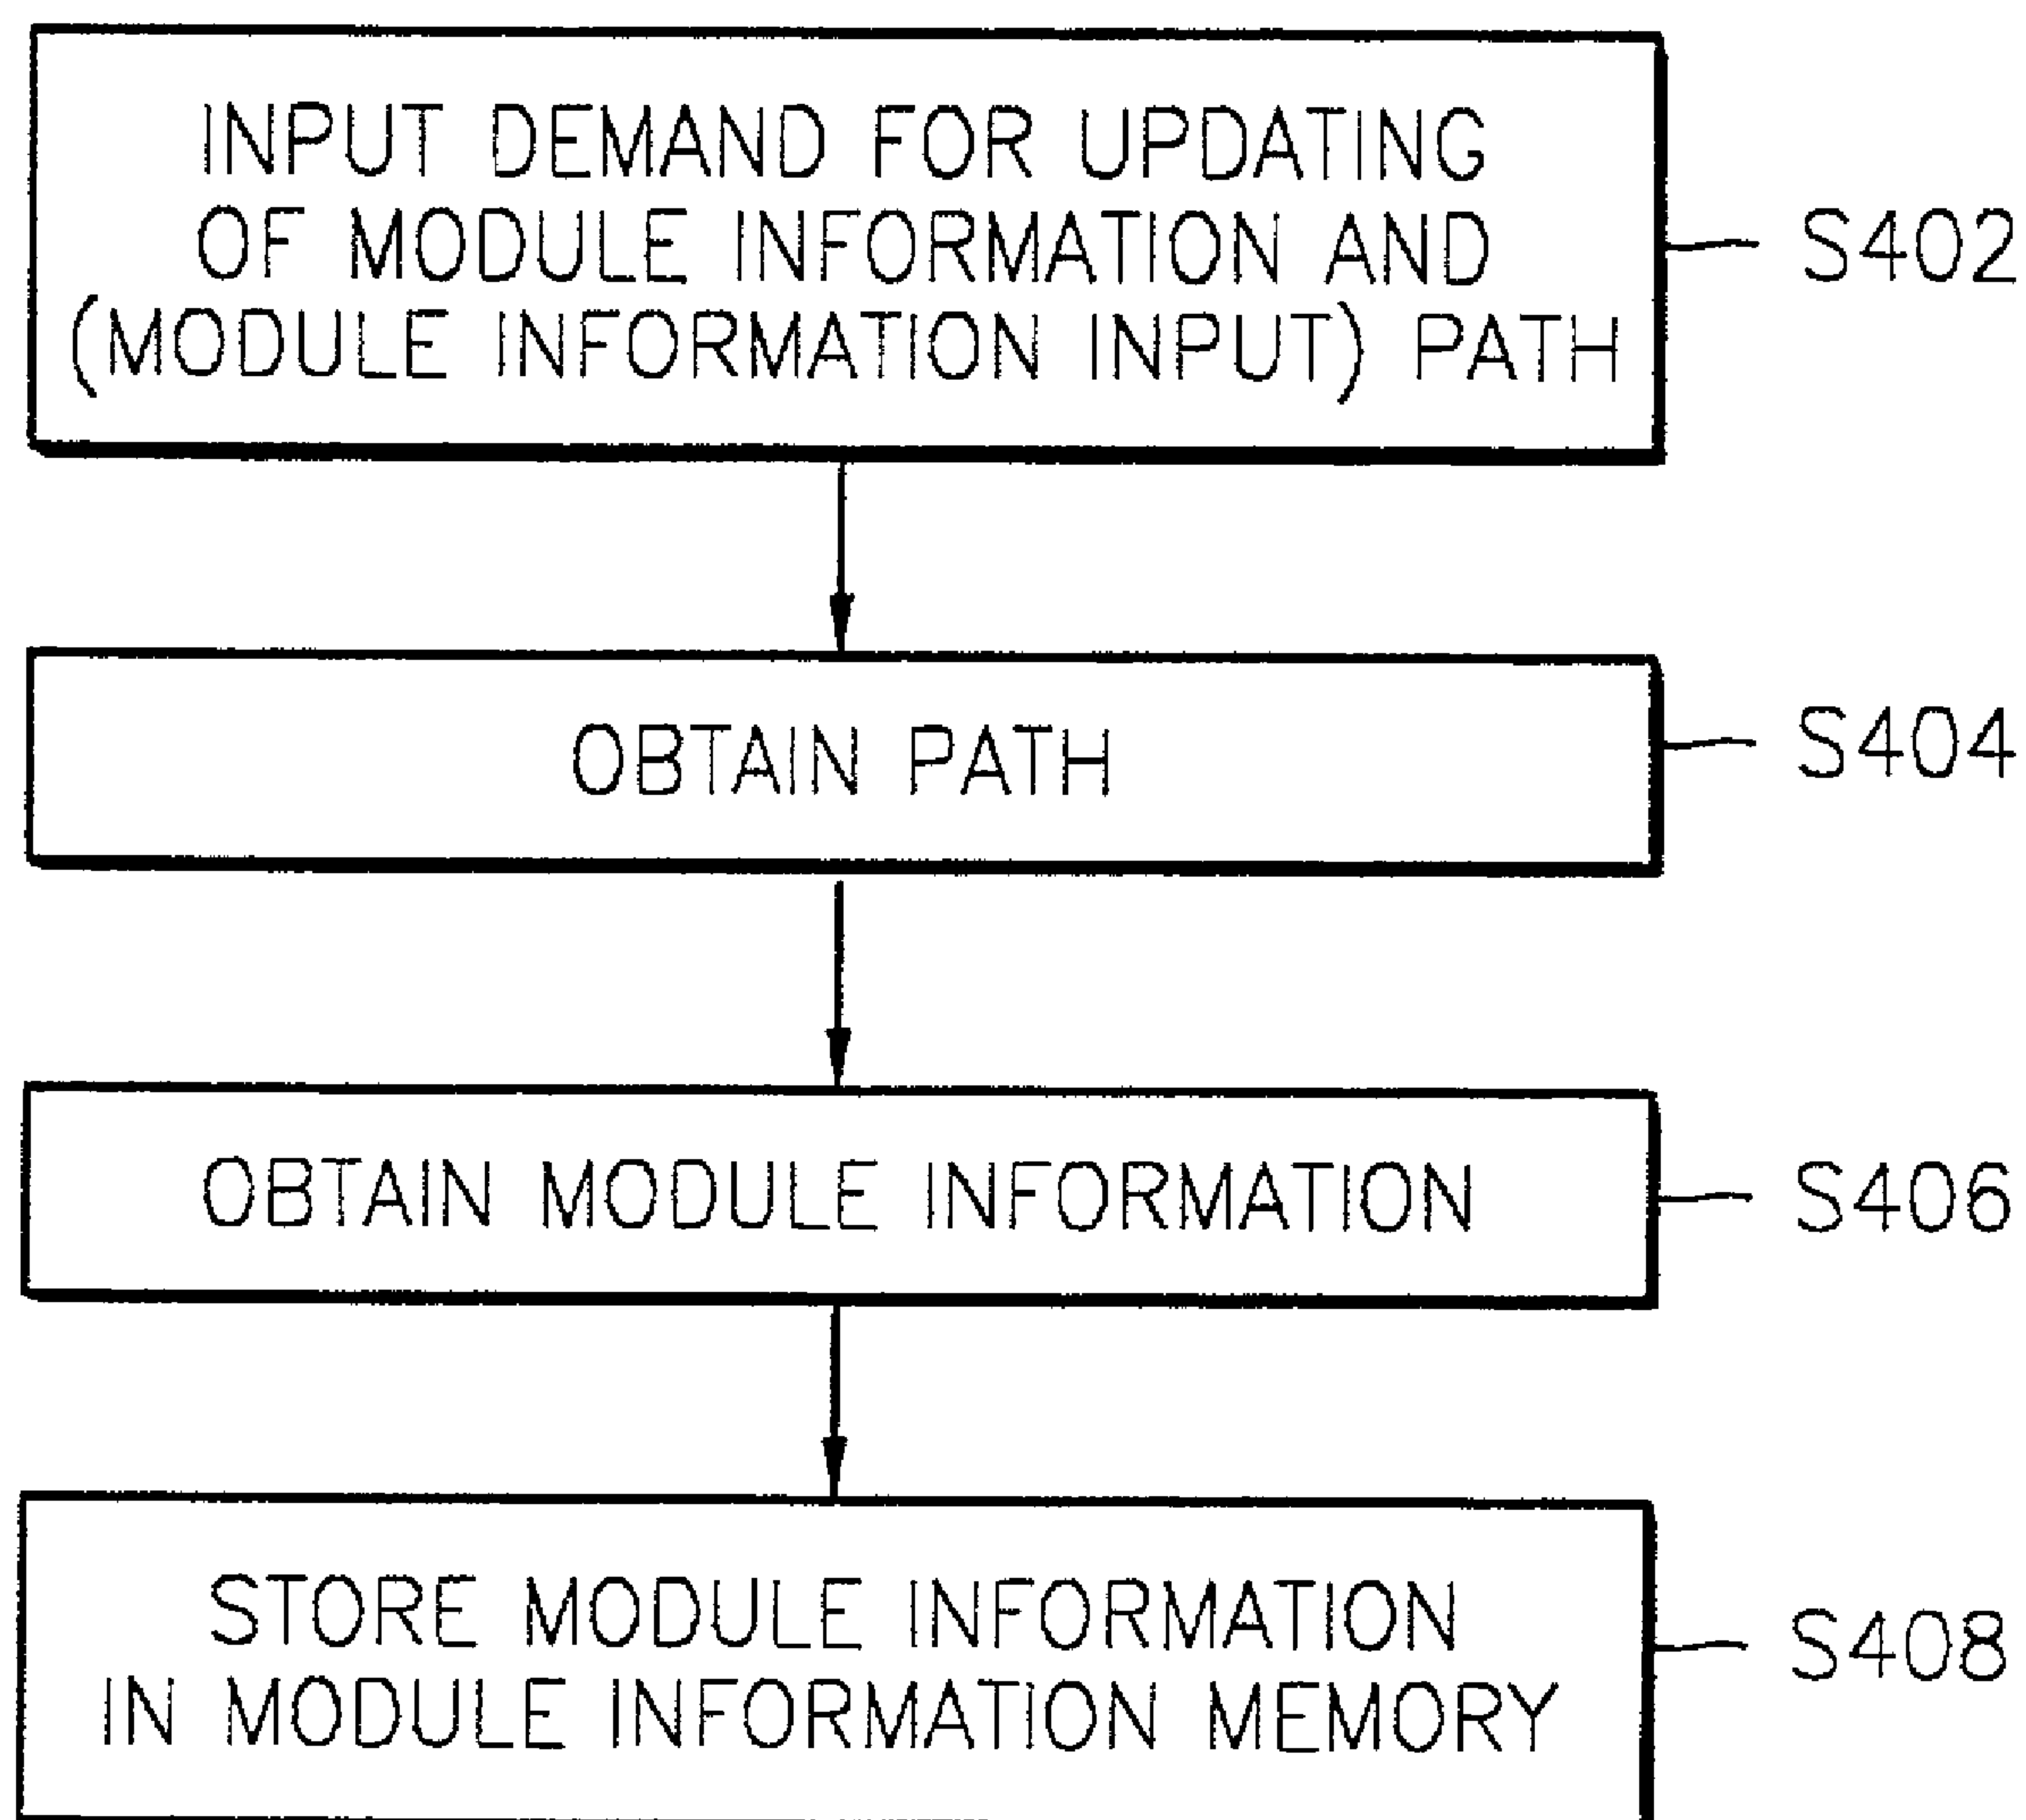 INPUT DEMAND FOR UPDATING
OF MODULE INFORMATION AND
(MODULE INFORMATION INPUT) PATH
S402
OBTAIN PATH
S404
OBTAIN MODULE INFORMATION
S406
STORE MODULE INFORMATION
IN MODULE INFORMATION MEMORY
S408